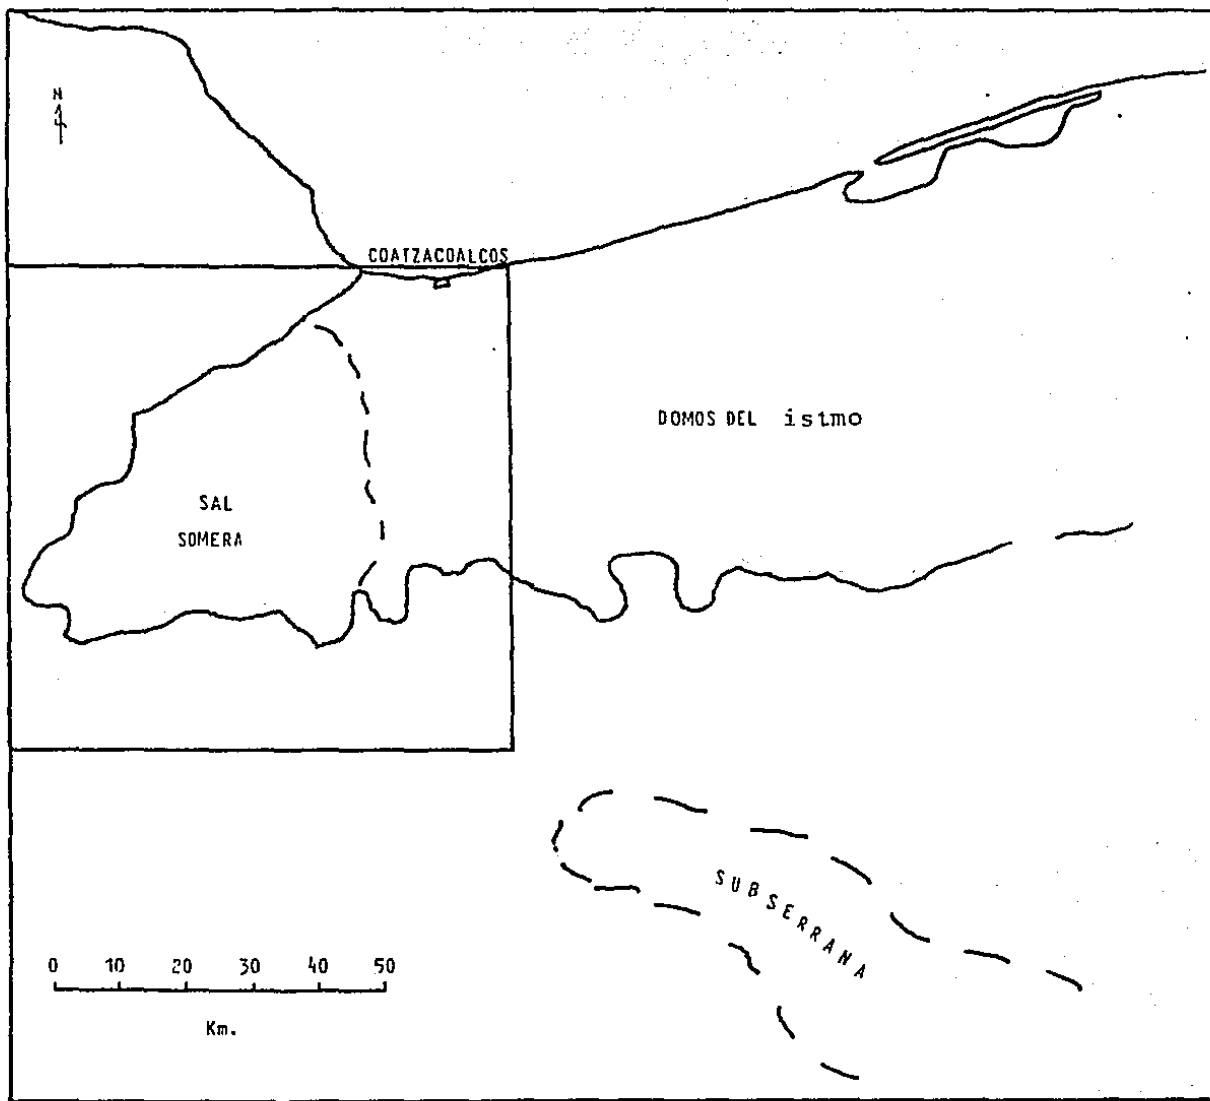 N
COATZACOALCOS
DOMOS DEL istmo
SAL
SOMERA
SUBSERRANA
0 10 20 30 40 50
Km.